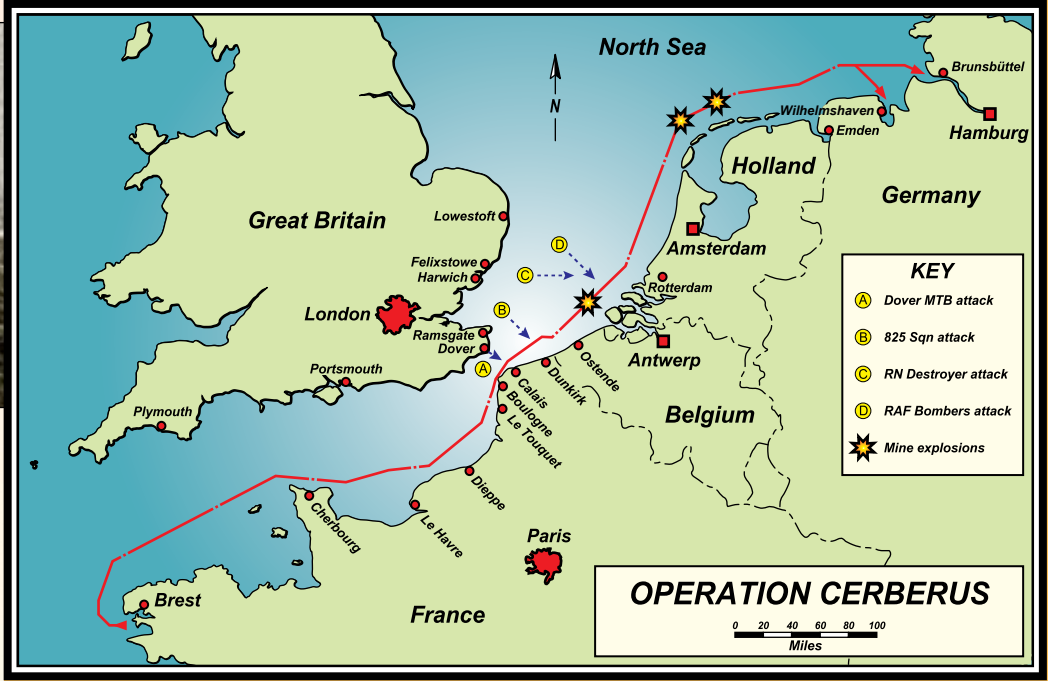 North Sea
N
Brunsbüttel
Wilhelmshaven
Emden
Hamburg
Holland
Germany
Great Britain
Lowestoft
D
Amsterdam
Felixstowe
C
Harwich
Rotterdam
London
B
Ramsgate
Dover
A
Antwerp
Ostende
Portsmouth
Calais
Dunkirk
Boulogne
Le Touquet
Belgium
Plymouth
Dieppe
Cherbourg
Le Havre
Paris
Brest
France
KEY
A Dover MTB attack
B 825 Sqn attack
C RN Destroyer attack
D RAF Bombers attack
Mine explosions
OPERATION CERBERUS
0 20 40 60 80 100
Miles